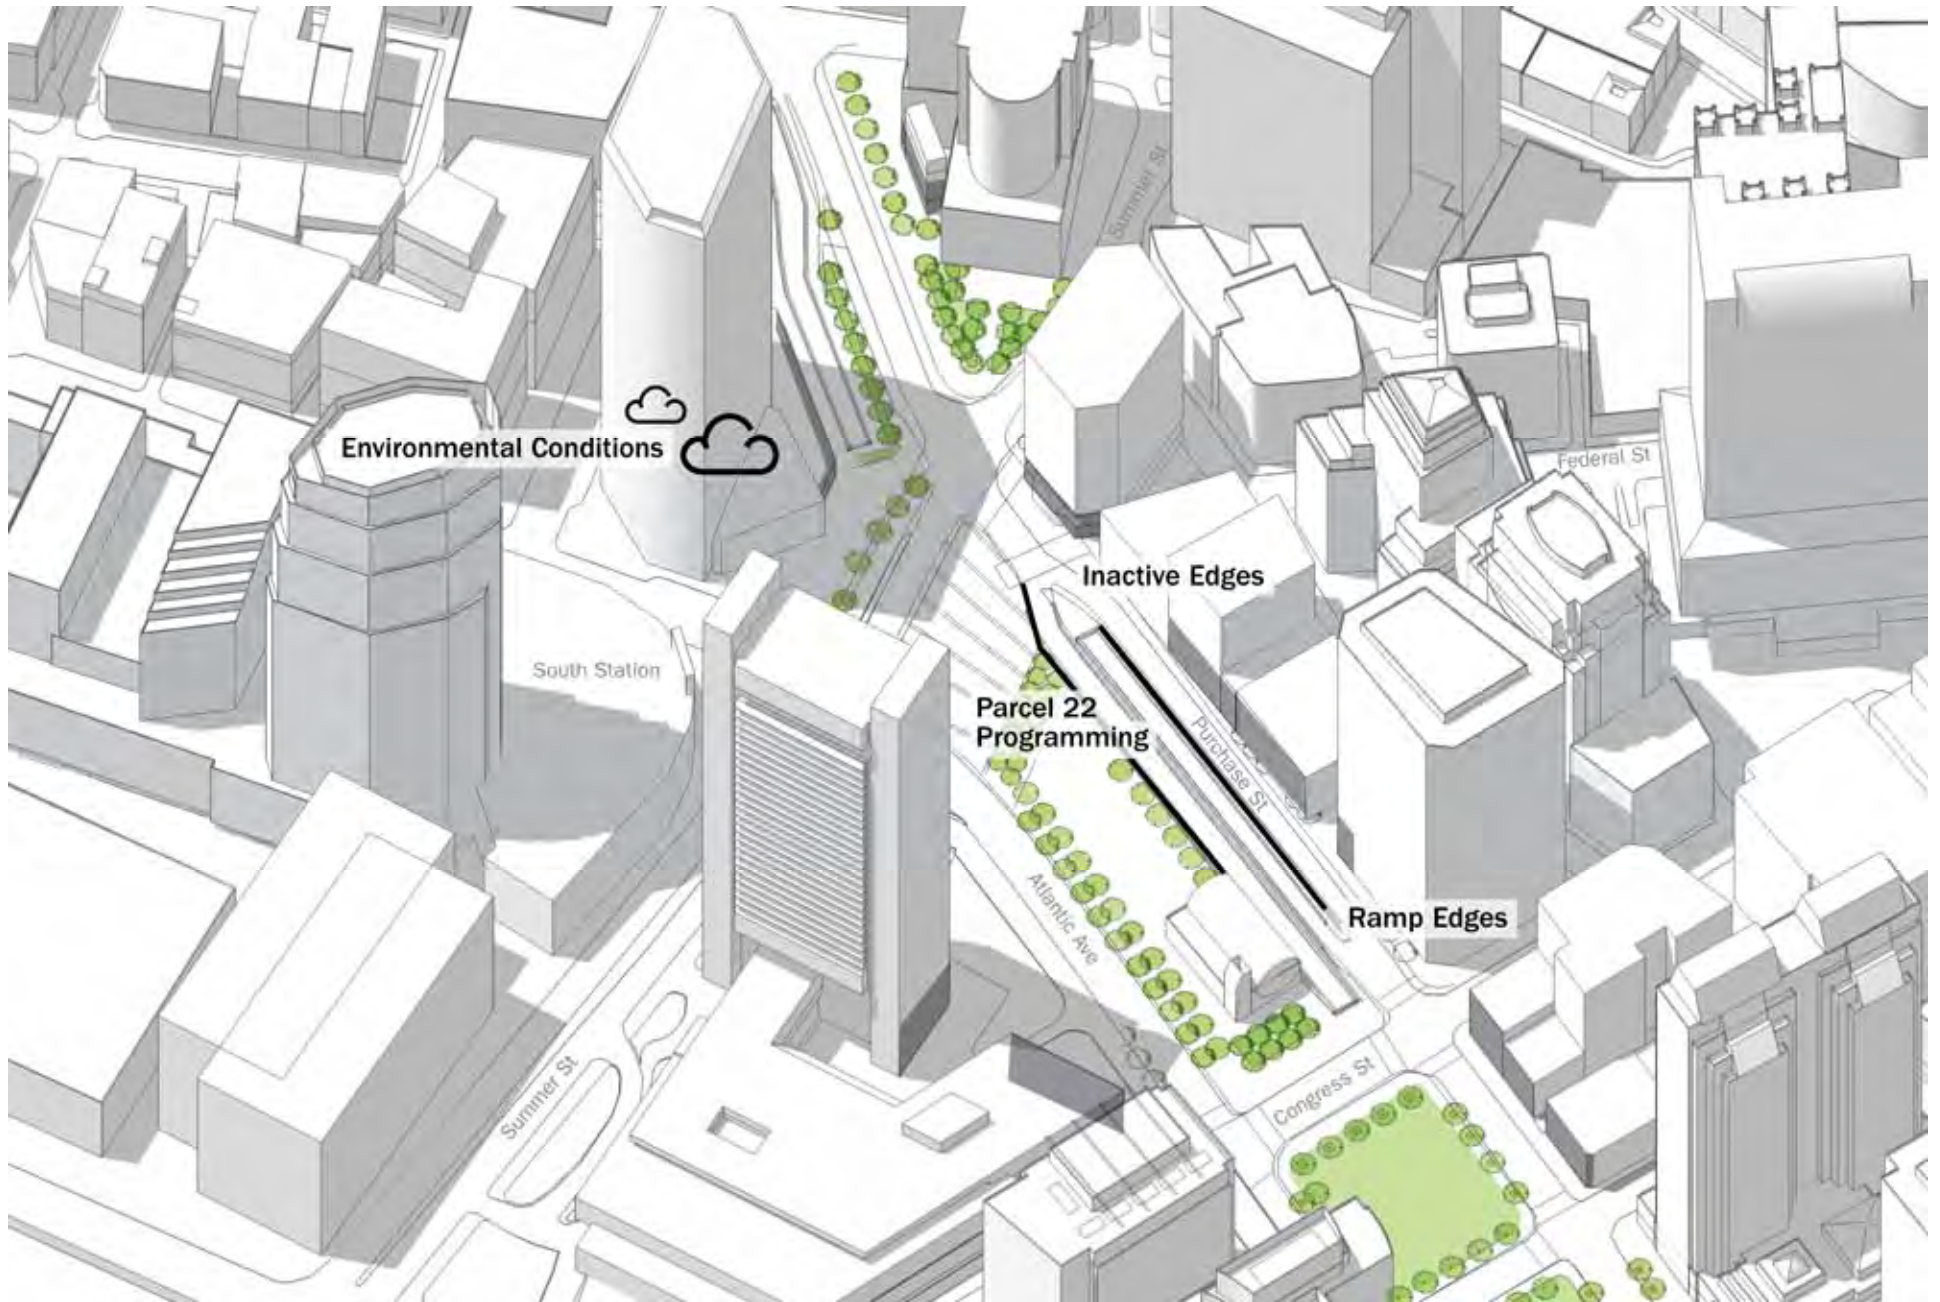 Summer St
Environmental Conditions
Federal St
Inactive Edges
South Station
Parcel 22
Programming
Purchase St
Atlantic Ave
Ramp Edges
Summer St
Congress St